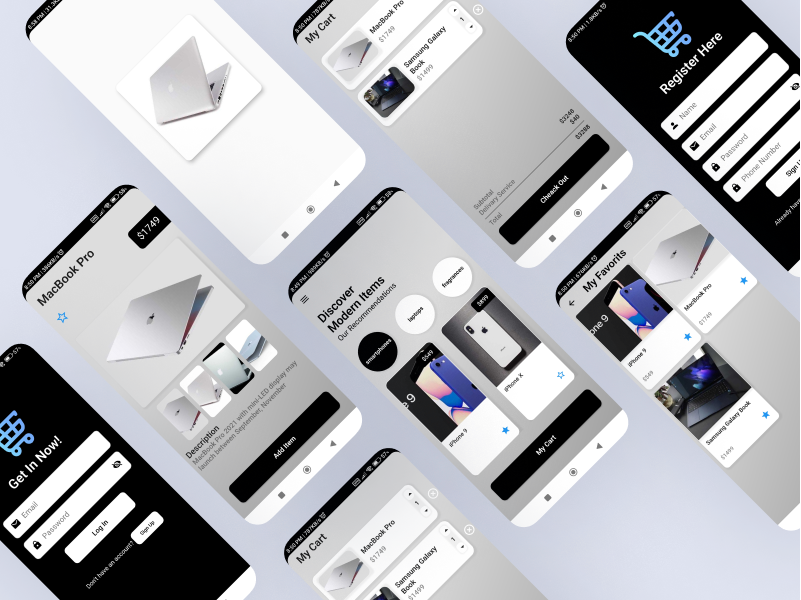 My Cart
MacBook Pro
$1749
1
Samsung Galaxy
Book
$1499
Subtotal
$3248
Delivary Service
$40
Total
$3288
Cheack Out
Register Here
Name
Email
Password
Phone Number
Sign U
Already have
MacBook Pro
$1749
Description
MacBook Pro 2021 with mini-LED display may
launch between September, November
Add Item
Discover
Modern Items
Our Recommendations
smartphones
laptops
fragrances
$549
iPhone 9
$899
iPhone X
My Cart
My Favorits
iPhone 9
$549
MacBook Pro
$1749
Samsung Galaxy Book
$1499
Get In Now!
Email
Password
Log In
Don't have an account?
Sign Up
My Cart
MacBook Pro
$1749
1
Samsung Galaxy
Book
$1499